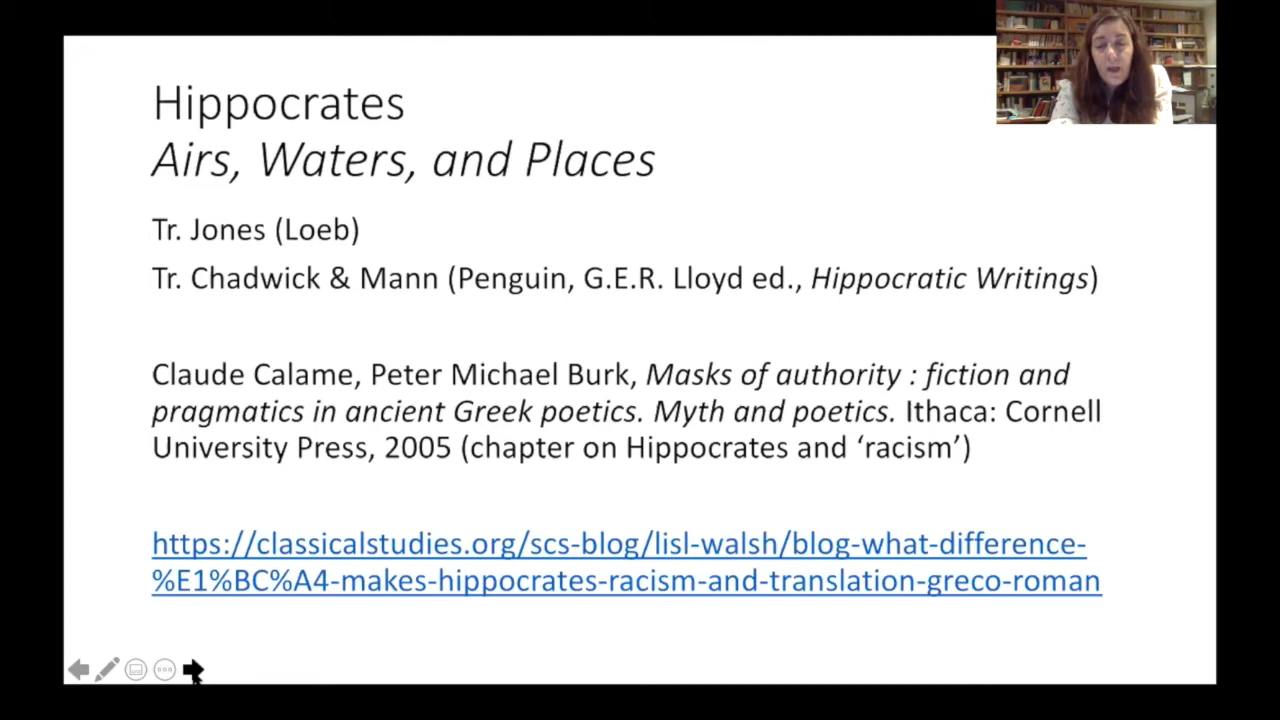 Hippocrates
Airs, Waters, and Places
Tr. Jones (Loeb)
Tr. Chadwick & Mann (Penguin, G.E.R. Lloyd ed., Hippocratic Writings)
Claude Calame, Peter Michael Burk, Masks of authority : fiction and
pragmatics in ancient Greek poetics. Myth and poetics. Ithaca: Cornell
University Press, 2005 (chapter on Hippocrates and ‘racism’)
https://classicalstudies.org/scs-blog/lisl-walsh/blog-what-difference-
%E1%BC%A4-makes-hippocrates-racism-and-translation-greco-roman